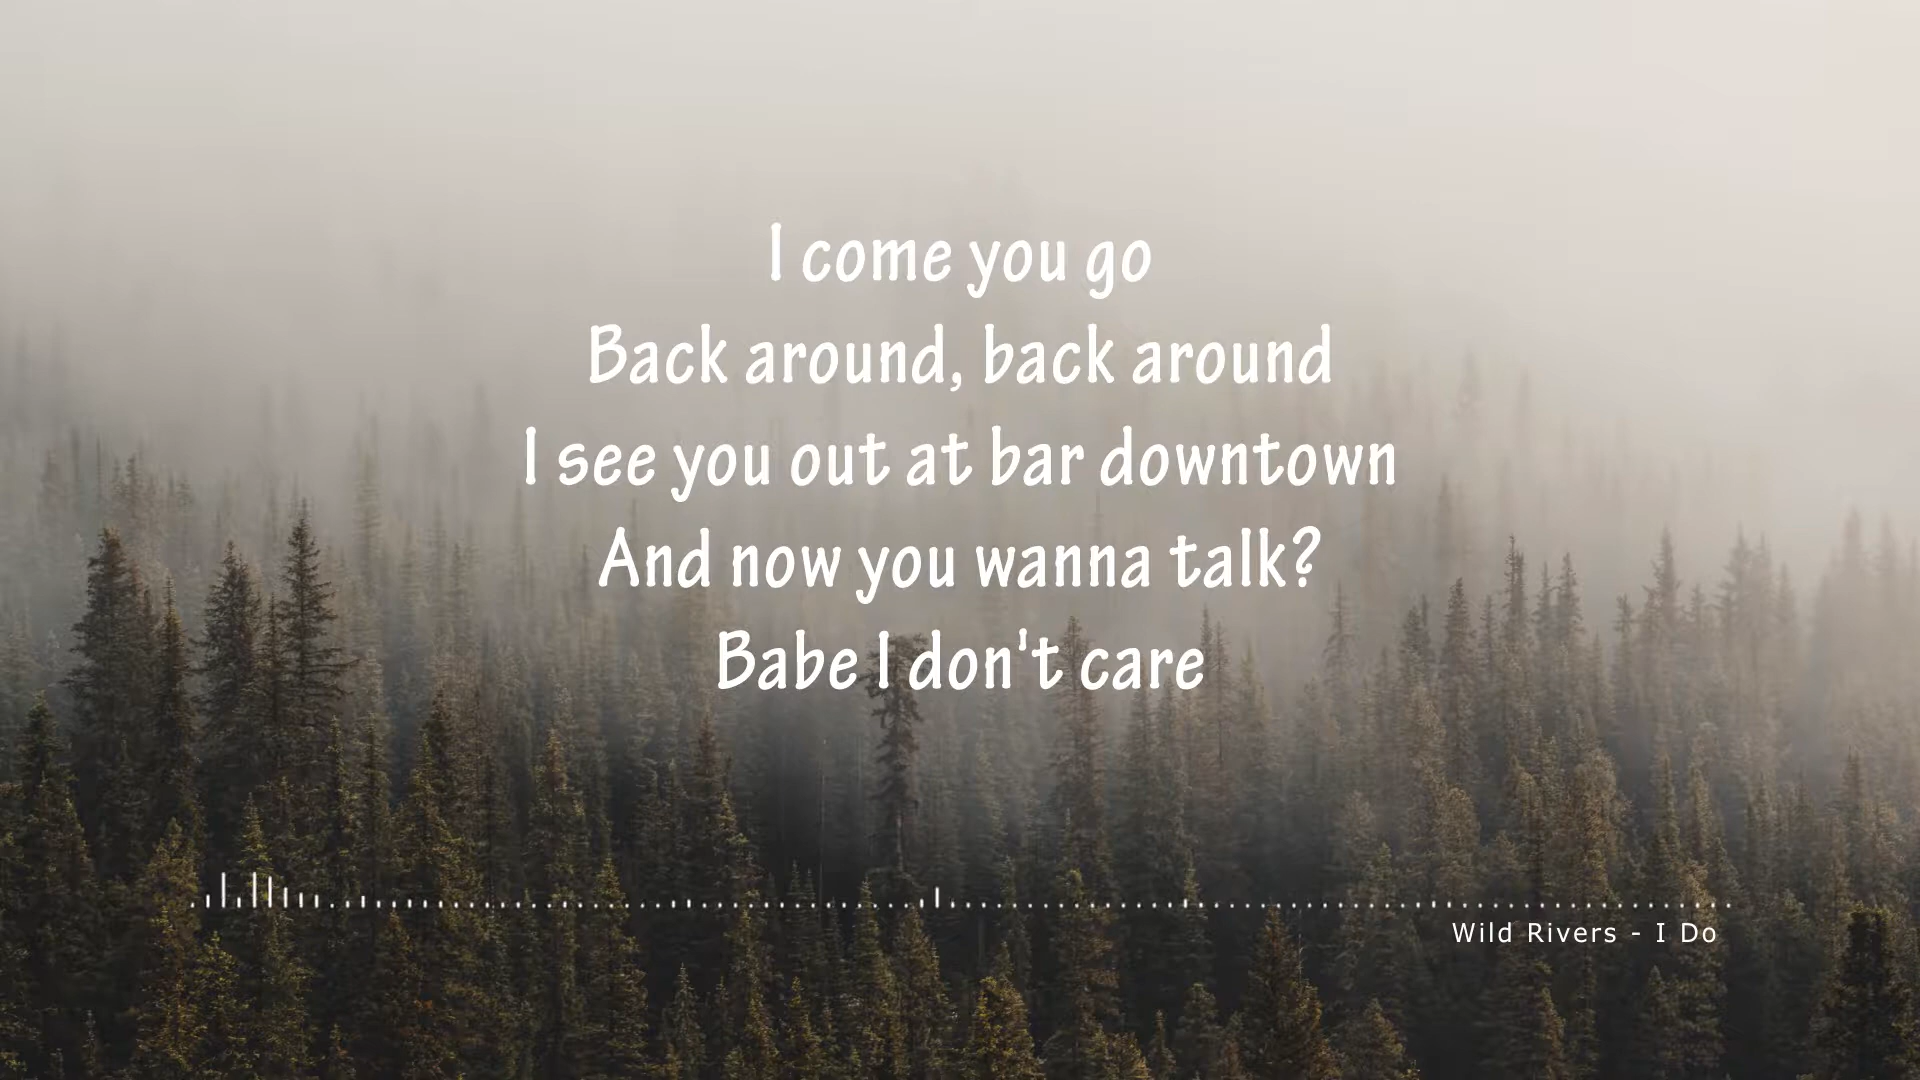 I come you go
Back around, back around
I see you out at bar downtown
And now you wanna talk?
Babe I don't care
Wild Rivers - I Do